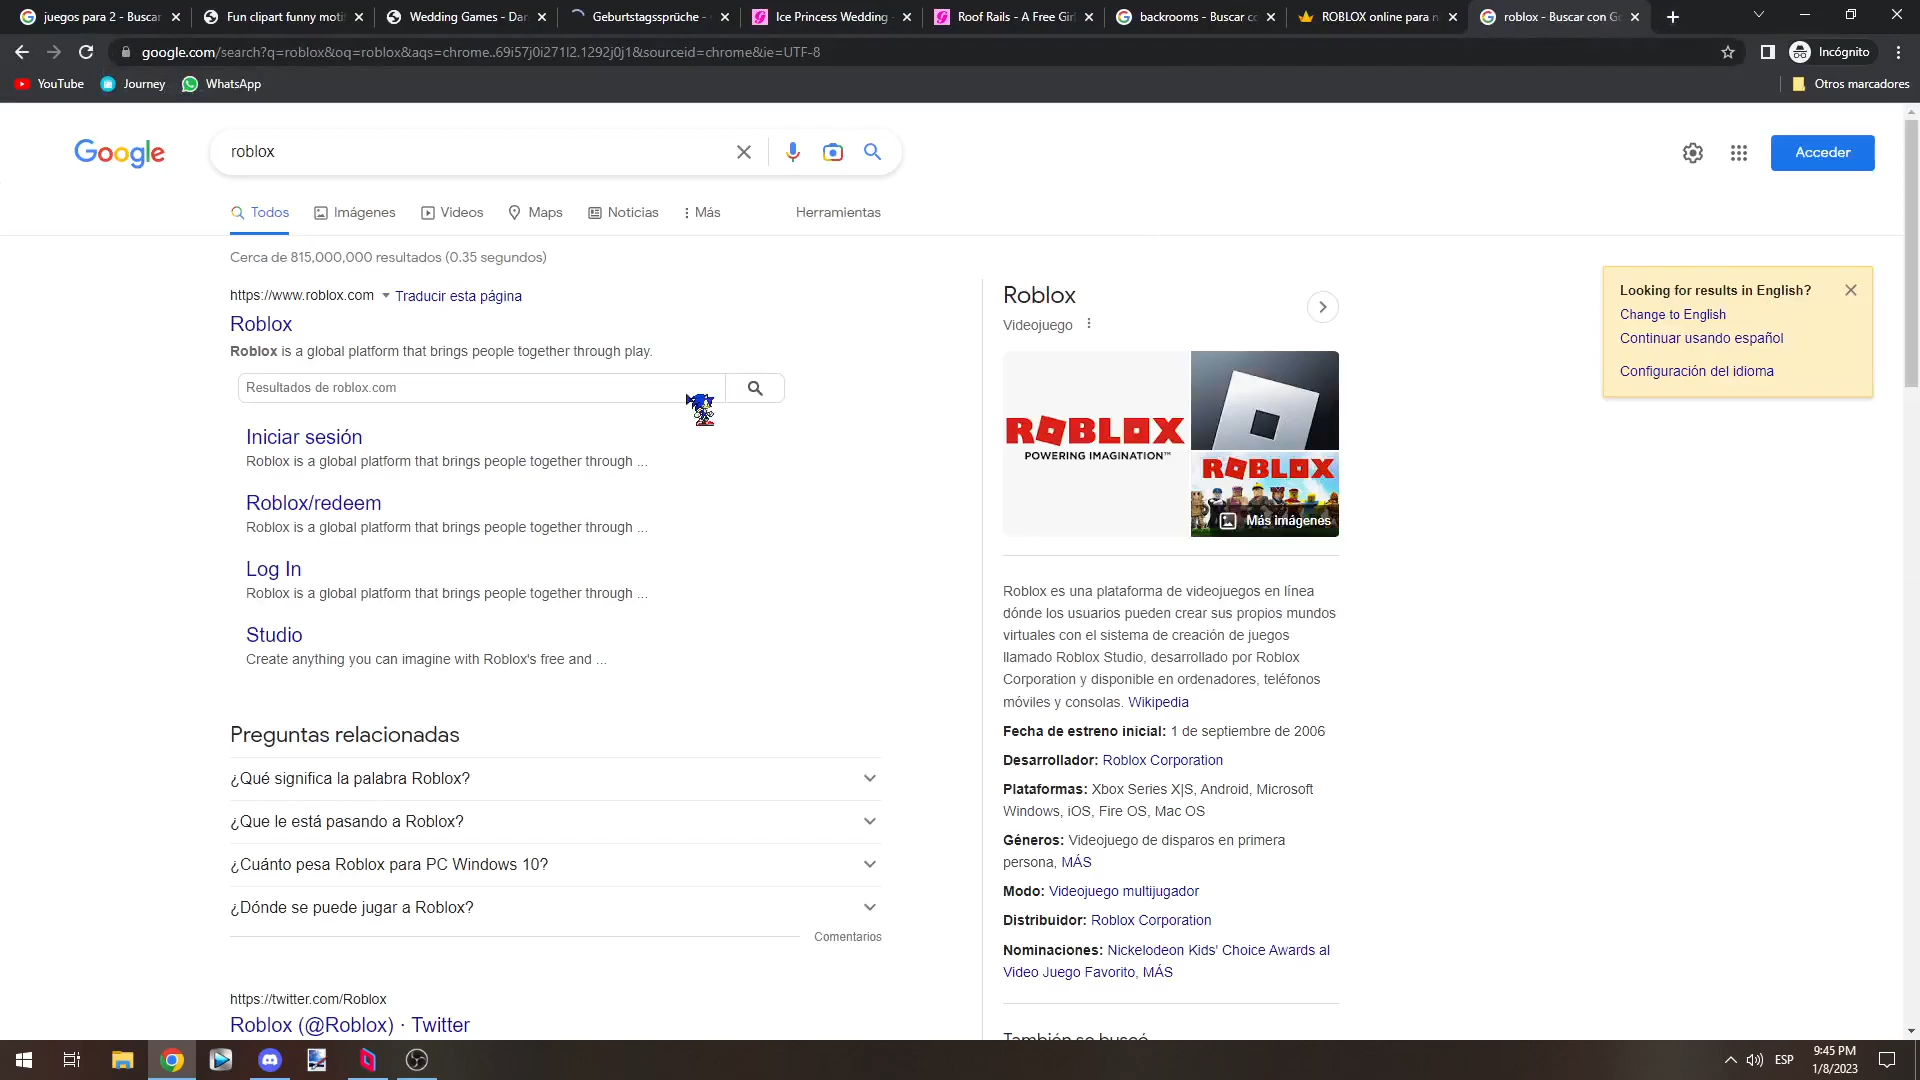 juegos para 2 - Buscar
Fun clipart funny moti
Wedding Games - Da
Geburtstagssprüche -
Ice Princess Wedding -
Roof Rails - A Free Gir
backrooms - Buscar co
ROBLOX online para n
roblox - Buscar con Go
google.com/search?q=roblox&oq=roblox&aqs=chrome..69i57j0i271l2.1292j0j1&sourceid=chrome&ie=UTF-8
Incógnito
YouTube
Journey
WhatsApp
Otros marcadores
Google
roblox
Acceder
Todos
Imágenes
Videos
Maps
Noticias
Más
Herramientas
Cerca de 815,000,000 resultados (0.35 segundos)
https://www.roblox.com
Traducir esta página
Roblox
Roblox is a global platform that brings people together through play.
Resultados de roblox.com
Iniciar sesión
Roblox is a global platform that brings people together through ...
Roblox/redeem
Roblox is a global platform that brings people together through ...
Log In
Roblox is a global platform that brings people together through ...
Studio
Create anything you can imagine with Roblox's free and ...
Preguntas relacionadas
¿Qué significa la palabra Roblox?
¿Que le está pasando a Roblox?
¿Cuánto pesa Roblox para PC Windows 10?
¿Dónde se puede jugar a Roblox?
Comentarios
https://twitter.com/Roblox
Roblox (@Roblox) · Twitter
Roblox
Videojuego
ROBLOX
POWERING IMAGINATION™
ROBLOX
Más imágenes
Roblox es una plataforma de videojuegos en línea
dónde los usuarios pueden crear sus propios mundos
virtuales con el sistema de creación de juegos
llamado Roblox Studio, desarrollado por Roblox
Corporation y disponible en ordenadores, teléfonos
móviles y consolas. Wikipedia
Fecha de estreno inicial: 1 de septiembre de 2006
Desarrollador: Roblox Corporation
Plataformas: Xbox Series X|S, Android, Microsoft
Windows, iOS, Fire OS, Mac OS
Géneros: Videojuego de disparos en primera
persona, MÁS
Modo: Videojuego multijugador
Distribuidor: Roblox Corporation
Nominaciones: Nickelodeon Kids' Choice Awards al
Video Juego Favorito, MÁS
También se buscó
Looking for results in English?
Change to English
Continuar usando español
Configuración del idioma
ESP
9:45 PM
1/8/2023